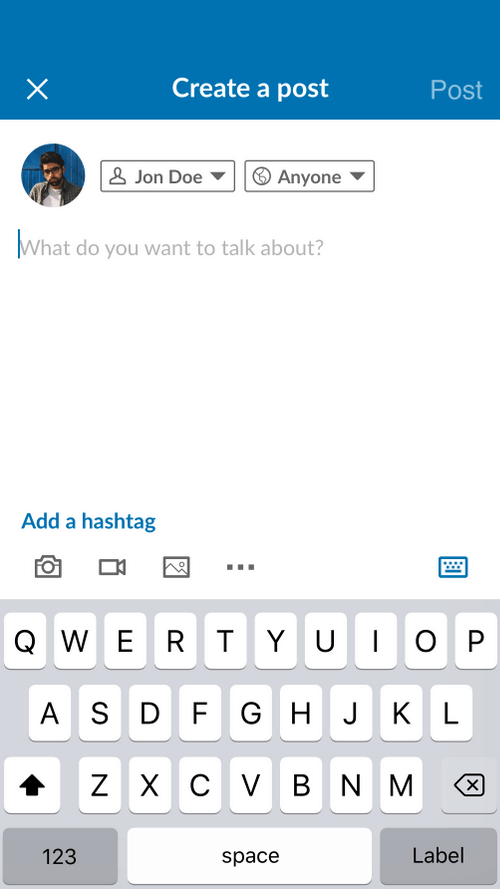 Create a post Post
Jon Doe Anyone
What do you want to talk about?
Add a hashtag
Q W E R T Y U I O P
A S D F G H J K L
Z X C V B N M
123 space Label